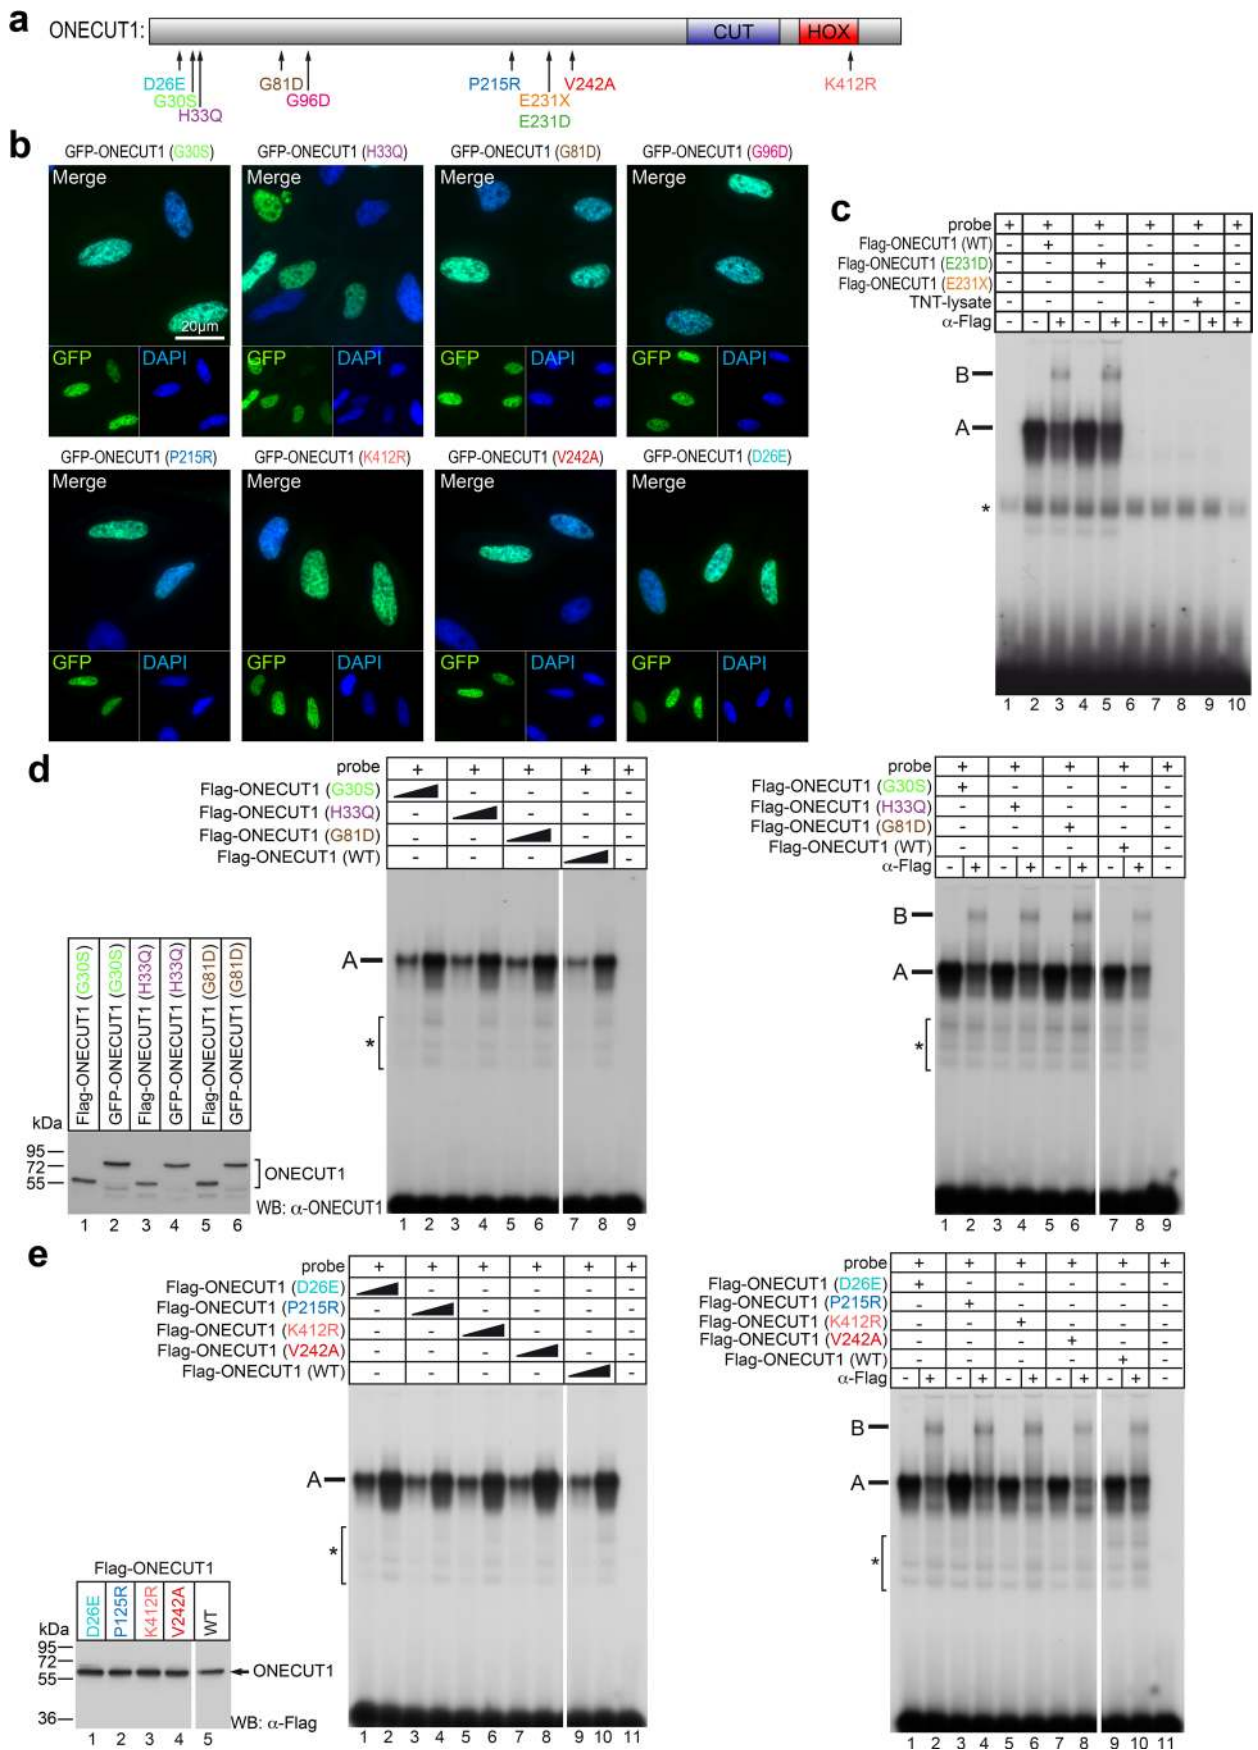 a
ONECUT1:
CUT
HOX
D26E
G30S
H33Q
G81D
G96D
P215R
E231X
E231D
V242A
K412R
b
GFP-ONECUT1 (G30S)
GFP-ONECUT1 (H33Q)
GFP-ONECUT1 (G81D)
GFP-ONECUT1 (G96D)
Merge
Merge
Merge
Merge
20µm
GFP
DAPI
GFP
DAPI
GFP
DAPI
GFP
DAPI
GFP-ONECUT1 (P215R)
GFP-ONECUT1 (K412R)
GFP-ONECUT1 (V242A)
GFP-ONECUT1 (D26E)
Merge
Merge
Merge
Merge
GFP
DAPI
GFP
DAPI
GFP
DAPI
GFP
DAPI
c
probe + + + + + +
Flag-ONECUT1 (WT) - + - - - -
Flag-ONECUT1 (E231D) - - + - - -
Flag-ONECUT1 (E231X) - - - + - -
TNT-lysate - - - - + -
α-Flag - - + - + - + - + +
B
A
*
1 2 3 4 5 6 7 8 9 10
d
Flag-ONECUT1 (G30S)
GFP-ONECUT1 (G30S)
Flag-ONECUT1 (H33Q)
GFP-ONECUT1 (H33Q)
Flag-ONECUT1 (G81D)
GFP-ONECUT1 (G81D)
kDa
95
72
55
ONECUT1
WB: α-ONECUT1
1 2 3 4 5 6
probe + + + + +
Flag-ONECUT1 (G30S) - - - -
Flag-ONECUT1 (H33Q) - - - -
Flag-ONECUT1 (G81D) - - - -
Flag-ONECUT1 (WT) - - - -
A
*
1 2 3 4 5 6 7 8 9
probe + + + + +
Flag-ONECUT1 (G30S) + - - - -
Flag-ONECUT1 (H33Q) - + - - -
Flag-ONECUT1 (G81D) - - + - -
Flag-ONECUT1 (WT) - - - + -
α-Flag - + - + - + - + -
B
A
*
1 2 3 4 5 6 7 8 9
e
Flag-ONECUT1
D26E
P125R
K412R
V242A
WT
kDa
95
72
55
36
ONECUT1
WB: α-Flag
1 2 3 4 5
probe + + + + + +
Flag-ONECUT1 (D26E) - - - - -
Flag-ONECUT1 (P215R) - - - - -
Flag-ONECUT1 (K412R) - - - - -
Flag-ONECUT1 (V242A) - - - - -
Flag-ONECUT1 (WT) - - - - -
A
*
1 2 3 4 5 6 7 8 9 10 11
probe + + + + + +
Flag-ONECUT1 (D26E) + - - - - -
Flag-ONECUT1 (P215R) - + - - - -
Flag-ONECUT1 (K412R) - - + - - -
Flag-ONECUT1 (V242A) - - - + - -
Flag-ONECUT1 (WT) - - - - + -
α-Flag - + - + - + - + - + -
B
A
*
1 2 3 4 5 6 7 8 9 10 11